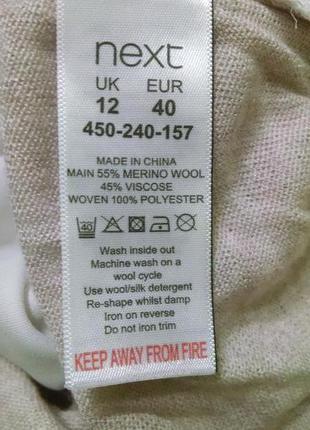 next
UK EUR
12 40
450-240-157
MADE IN CHINA
MAIN 55% MERINO WOOL
45% VISCOSE
WOVEN 100% POLYESTER
40
Wash inside out
Machine wash on a
wool cycle
Use wool/silk detergent
Re-shape whilst damp
Iron on reverse
Do not iron trim
KEEP AWAY FROM FIRE